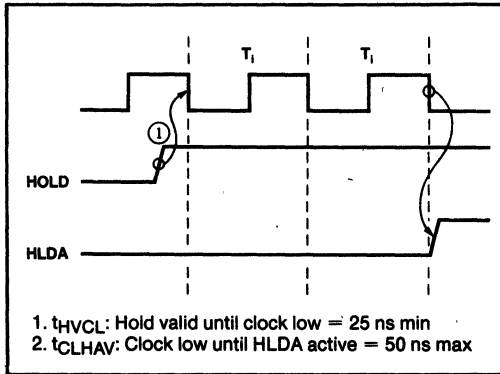 Ti Ti
1
HOLD
HLDA
1. tHVCL: Hold valid until clock low = 25 ns min
2. tCLHAV: Clock low until HLDA active = 50 ns max